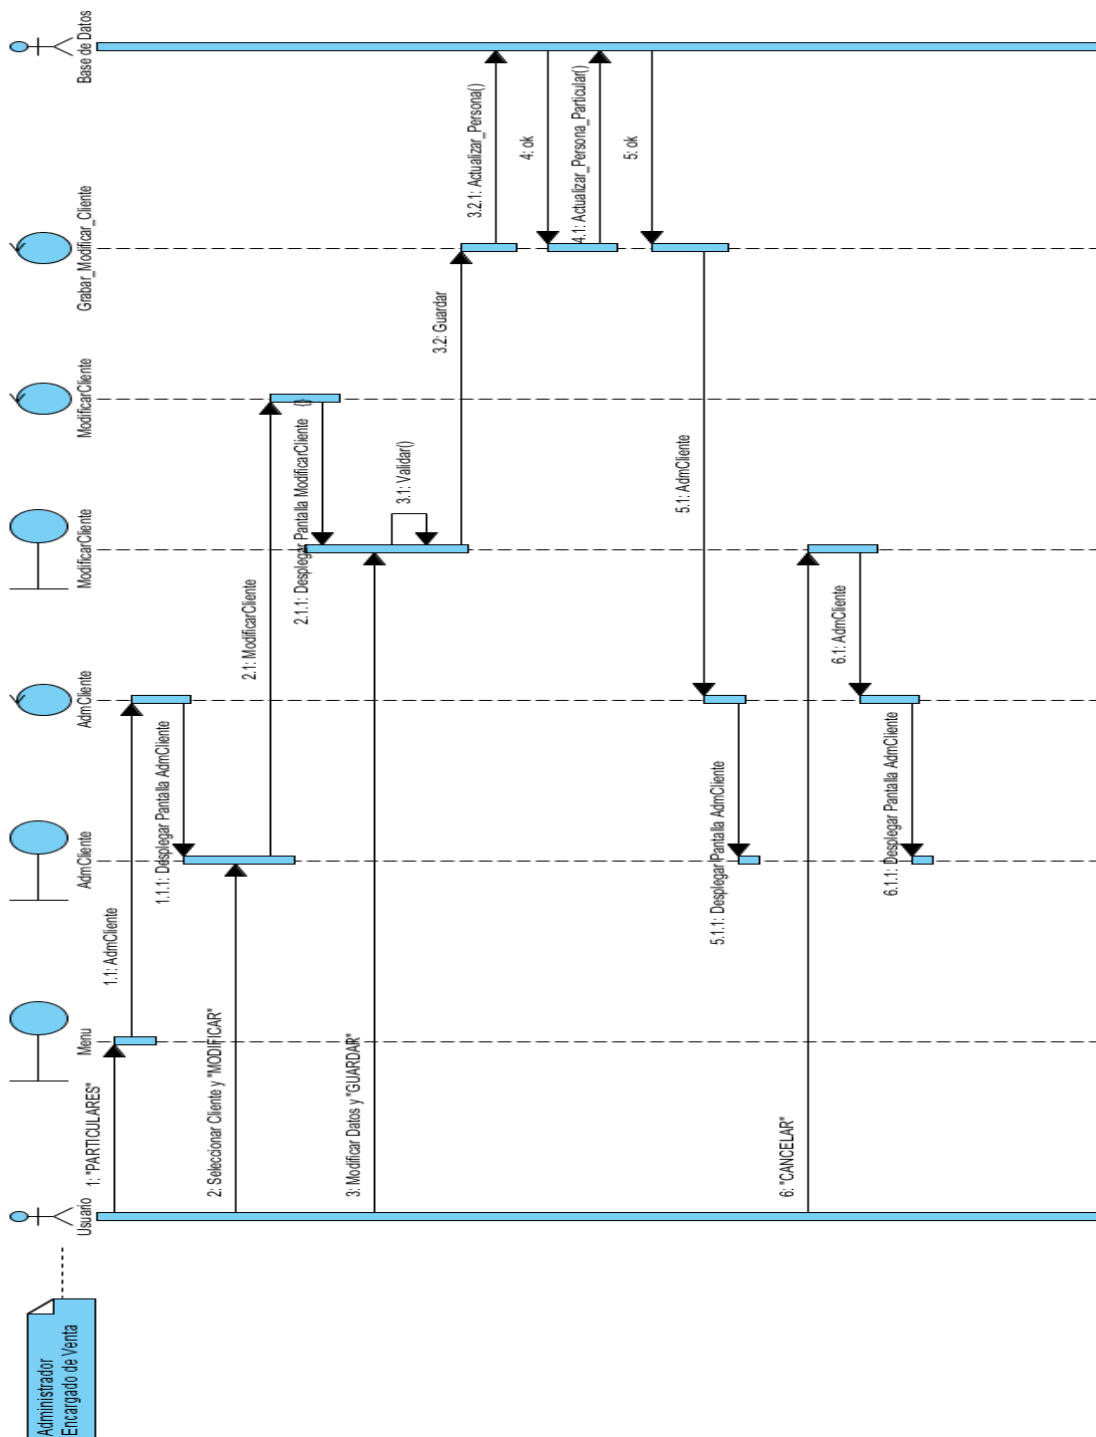 Administrador
Encargado de Venta
Usuario
Menu
AdmCliente
AdmCliente
ModificarCliente
ModificarCliente
Grabar_Modificar_Cliente
Base de Datos
1: "PARTICULARES"
1.1: AdmCliente
1.1.1: Desplegar Pantalla AdmCliente
2: Seleccionar Cliente y "MODIFICAR"
2.1: ModificarCliente
2.1.1: Desplegar Pantalla ModificarCliente
{}
3: Modificar Datos y "GUARDAR"
3.1: Validar()
3.2: Guardar
3.2.1: Actualizar_Persona()
4: ok
4.1: Actualizar_Persona_Particular()
5: ok
5.1: AdmCliente
5.1.1: Desplegar Pantalla AdmCliente
6: "CANCELAR"
6.1: AdmCliente
6.1.1: Desplegar Pantalla AdmCliente